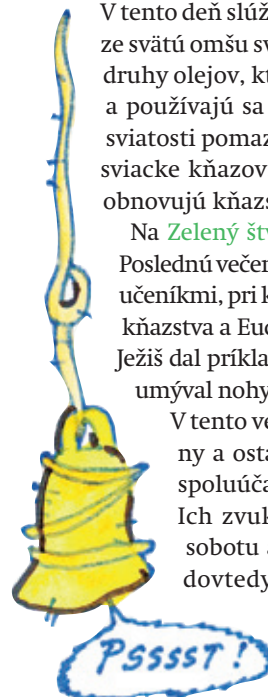 V tento deň slúž
ze svätú omšu sv
druhy olejov, kt
a používajú sa
sviatosti pomaz
sviacke kňazov
obnovujú kňazs
Na Zelený štv
Poslednú večer
učeníkmi, pri k
kňazstva a Euc
Ježiš dal príkla
umýval nohy
V tento ve
ny a osta
spoluúča
Ich zvuk
sobotu a
dovtedy
PSSSST!